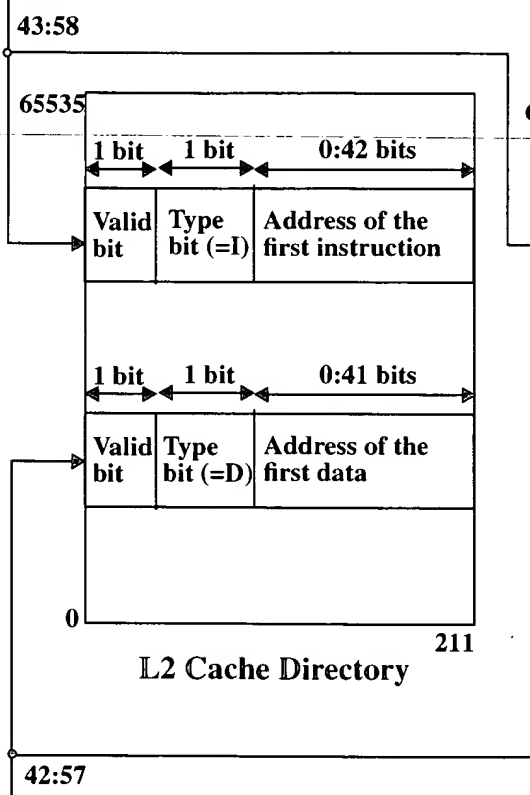 43:58
65535
1 bit 1 bit 0:42 bits
Valid bit
Type bit (=I)
Address of the first instruction
1 bit 1 bit 0:41 bits
Valid bit
Type bit (=D)
Address of the first data
0
211
L2 Cache Directory
42:57